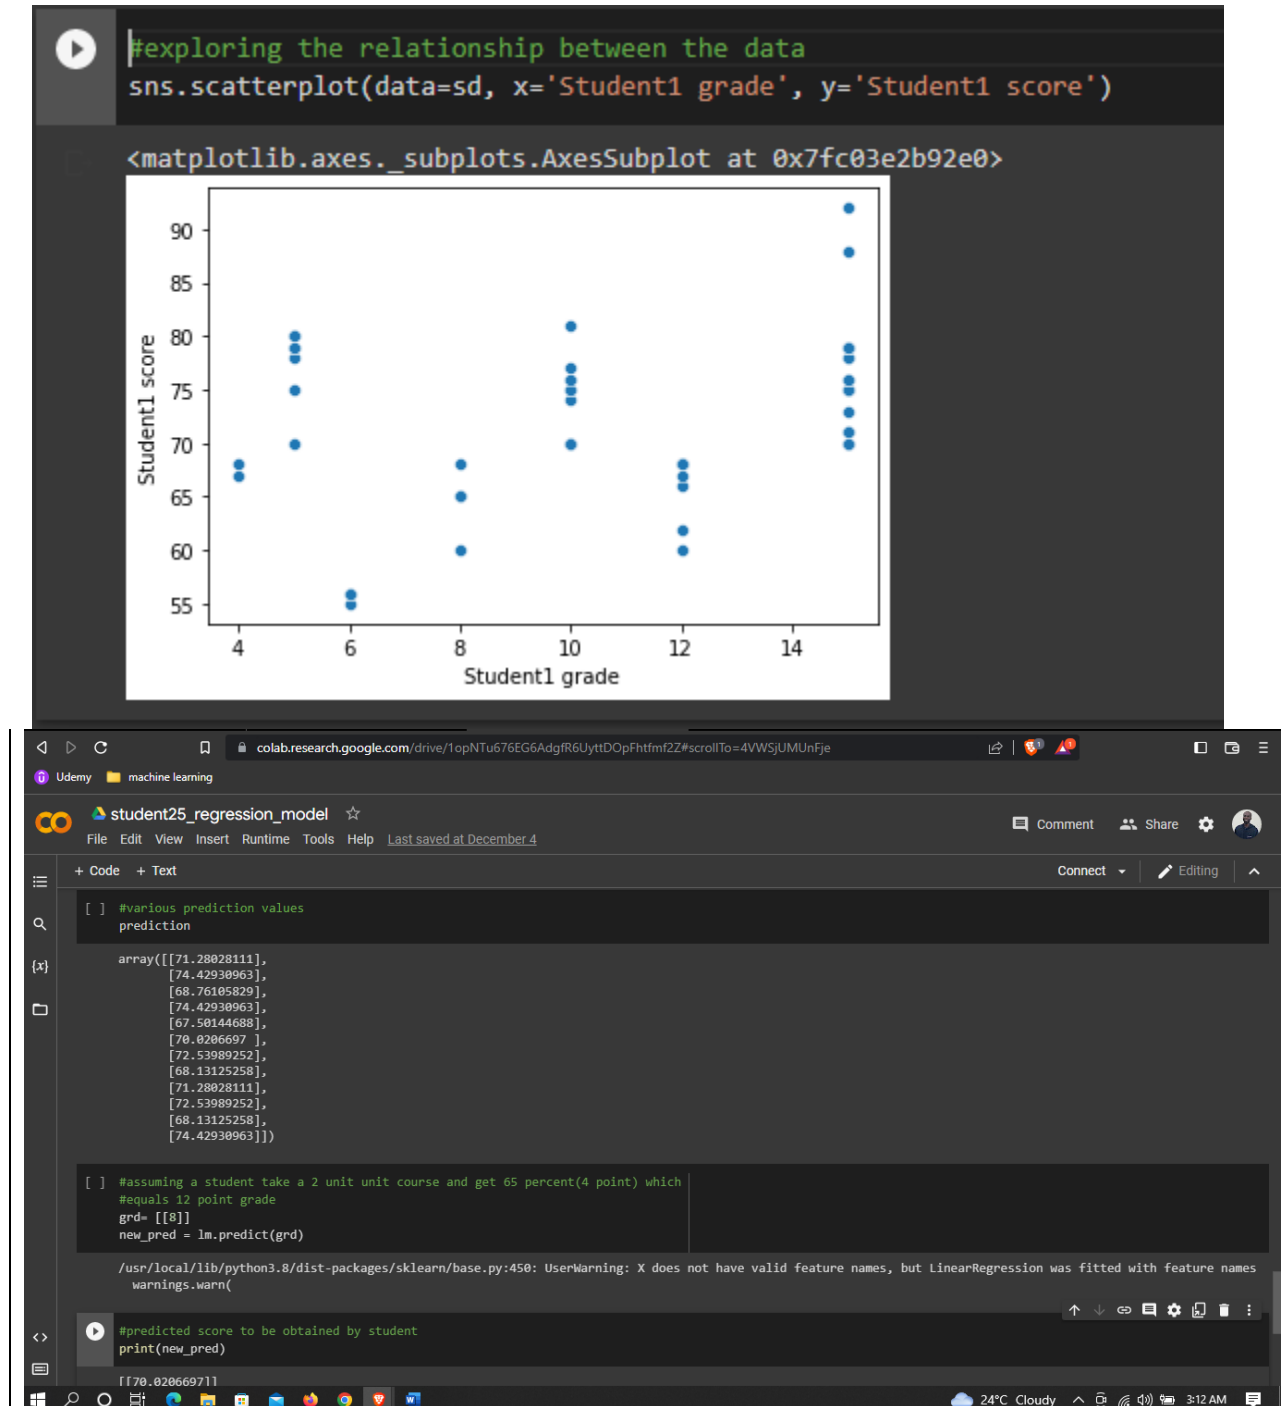 #exploring the relationship between the data
sns.scatterplot(data=sd, x='Student1 grade', y='Student1 score')
<matplotlib.axes._subplots.AxesSubplot at 0x7fc03e2b92e0>
90
85
80
75
70
65
60
55
Student1 score
4 6 8 10 12 14
Student1 grade
colab.research.google.com/drive/1opNTu676EG6AdgfR6UyttDOpFhtfmf2Z#scrollTo=4VWSjUMUnFje
1
1
Udemy machine learning
CO student25_regression_model
Comment Share
File Edit View Insert Runtime Tools Help Last saved at December 4
+ Code + Text
Connect Editing
[ ] #various prediction values
prediction
{x}
array([[71.28028111],
[74.42930963],
[68.76105829],
[74.42930963],
[67.50144688],
[70.0206697 ],
[72.53989252],
[68.13125258],
[71.28028111],
[72.53989252],
[68.13125258],
[74.42930963]])
[ ] #assuming a student take a 2 unit unit course and get 65 percent(4 point) which
#equals 12 point grade
grd= [[8]]
new_pred = lm.predict(grd)
/usr/local/lib/python3.8/dist-packages/sklearn/base.py:450: UserWarning: X does not have valid feature names, but LinearRegression was fitted with feature names
warnings.warn(
#predicted score to be obtained by student
print(new_pred)
[[70.0206697]]
24°C Cloudy 3:12 AM